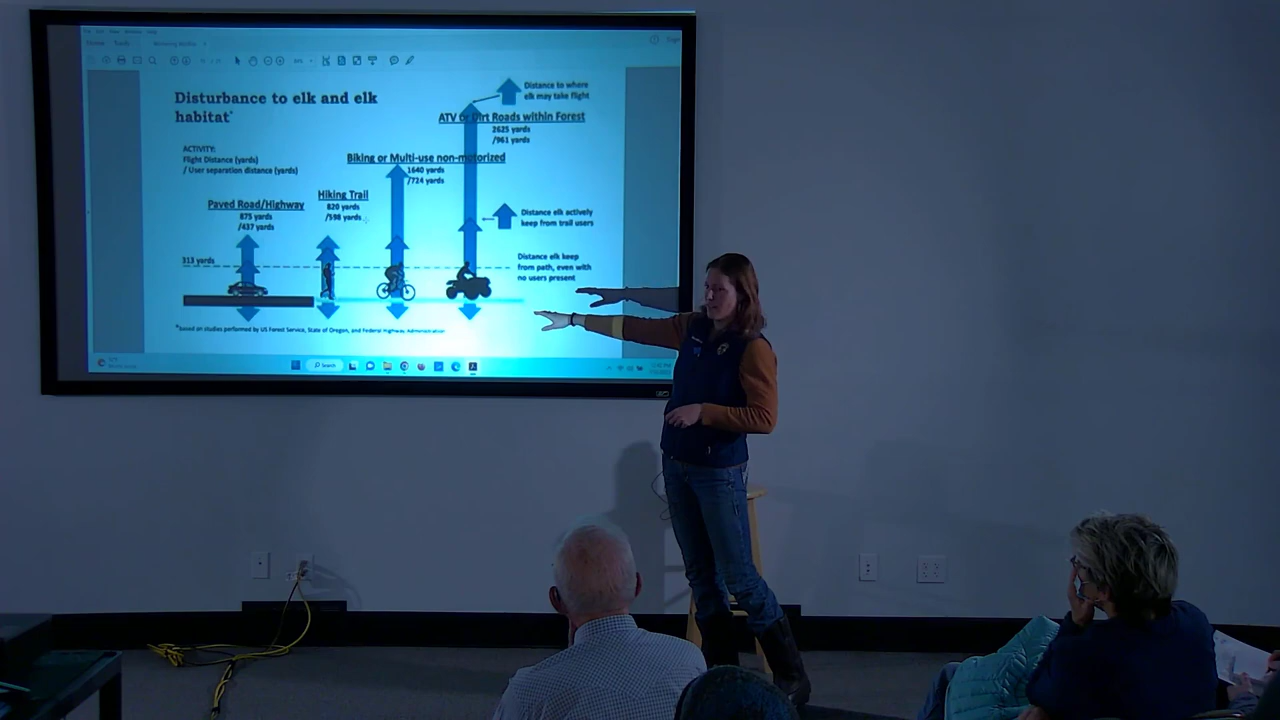 Disturbance to elk and elk
habitat*
ACTIVITY:
Flight Distance (yards)
/ User separation distance (yards)
Distance to where
elk may take flight
ATV or Dirt Roads within Forest
2625 yards
/961 yards
Biking or Multi-use non-motorized
1640 yards
/724 yards
Hiking Trail
820 yards
/598 yards
Paved Road/Highway
875 yards
/437 yards
Distance elk actively
keep from trail users
313 yards
Distance elk keep
from path, even with
no users present
*based on studies performed by US Forest Service, State of Oregon, and Federal Highway Administration
Search